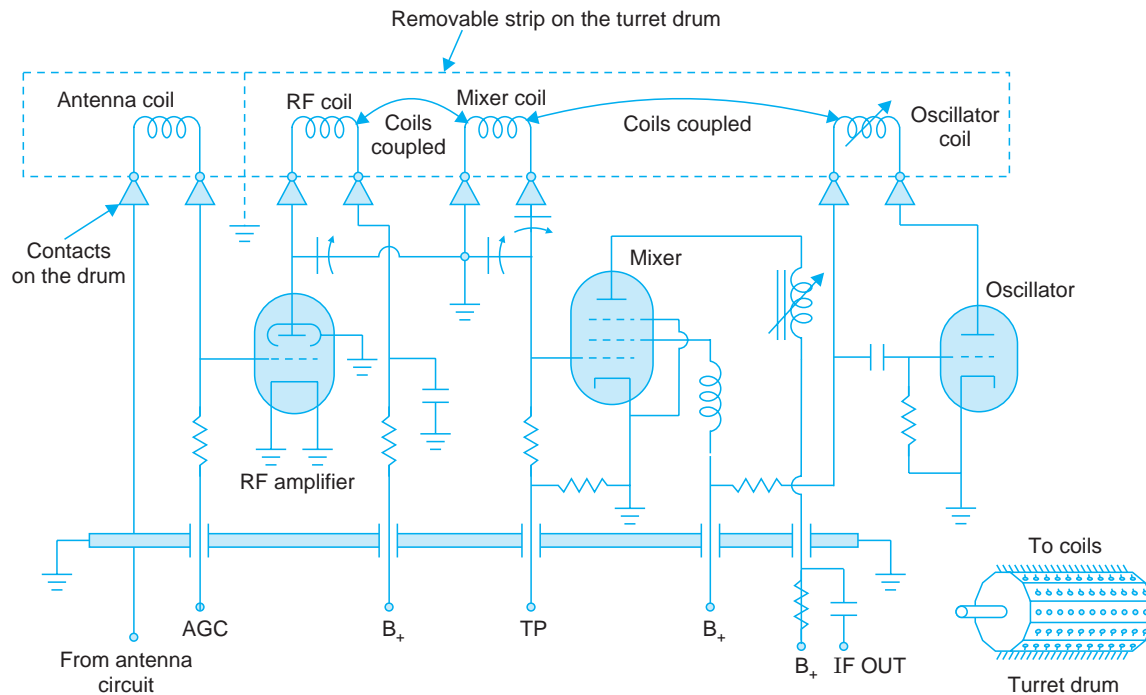 Removable strip on the turret drum
Antenna coil
RF coil
Mixer coil
Coils
coupled
Coils coupled
Oscillator
coil
Contacts
on the drum
Mixer
Oscillator
RF amplifier
To coils
AGC
B+
TP
B+
B+
IF OUT
From antenna
circuit
Turret drum